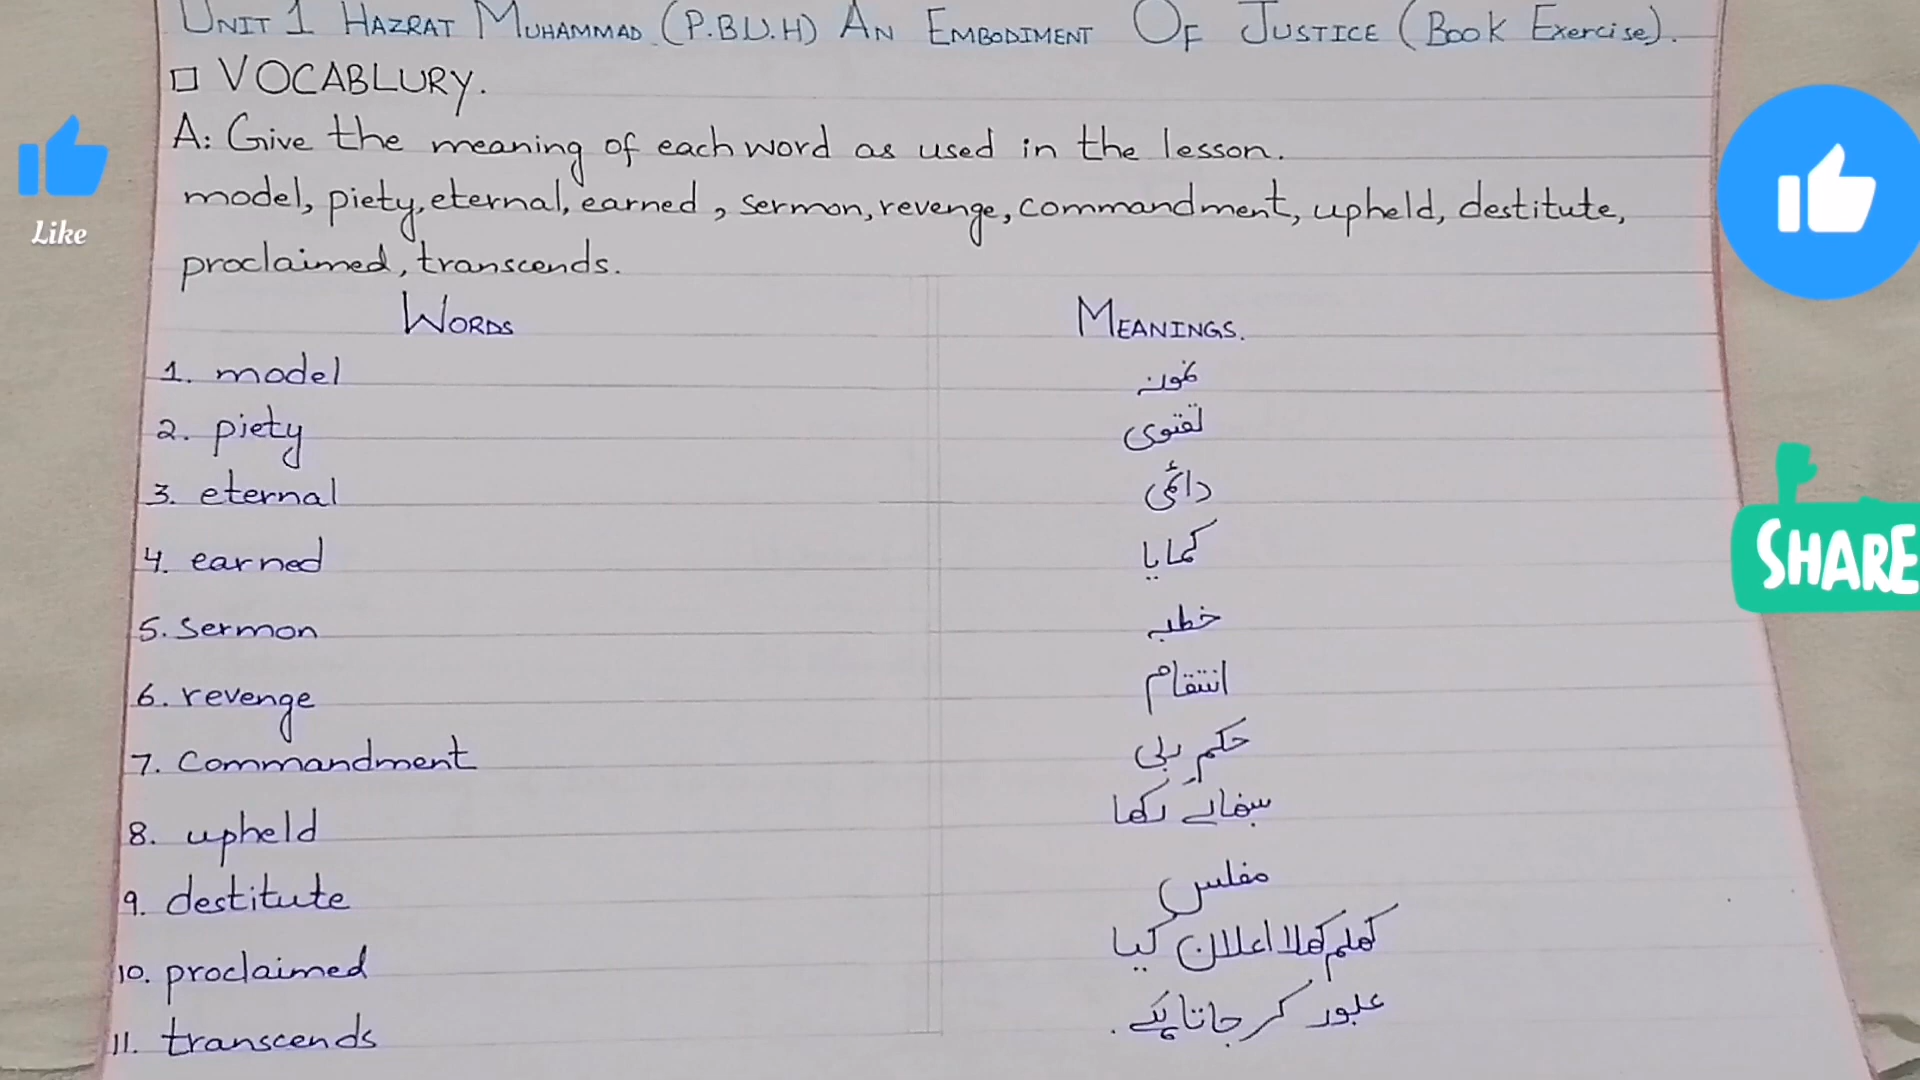 UNIT 1 HAZRAT MUHAMMAD (P.B.U.H) AN EMBODIMENT OF JUSTICE (Book Exercise).
VOCABLURY.
A: Give the meaning of each word as used in the lesson.
model, piety, eternal, earned, sermon, revenge, commandment, upheld, destitute,
proclaimed, transcends.
WORDS MEANINGS.
1. model نمونہ
2. piety تقوی
3. eternal دائمی
4. earned کمایا
5. sermon خطبہ
6. revenge انتقام
7. Commandment حکم ربی
8. upheld سنبھالے رکھا
9. destitute مفلس
10. proclaimed کھلم کھلا اعلان کیا
11. transcends عبور کر جاتا ہے.
Like
SHARE